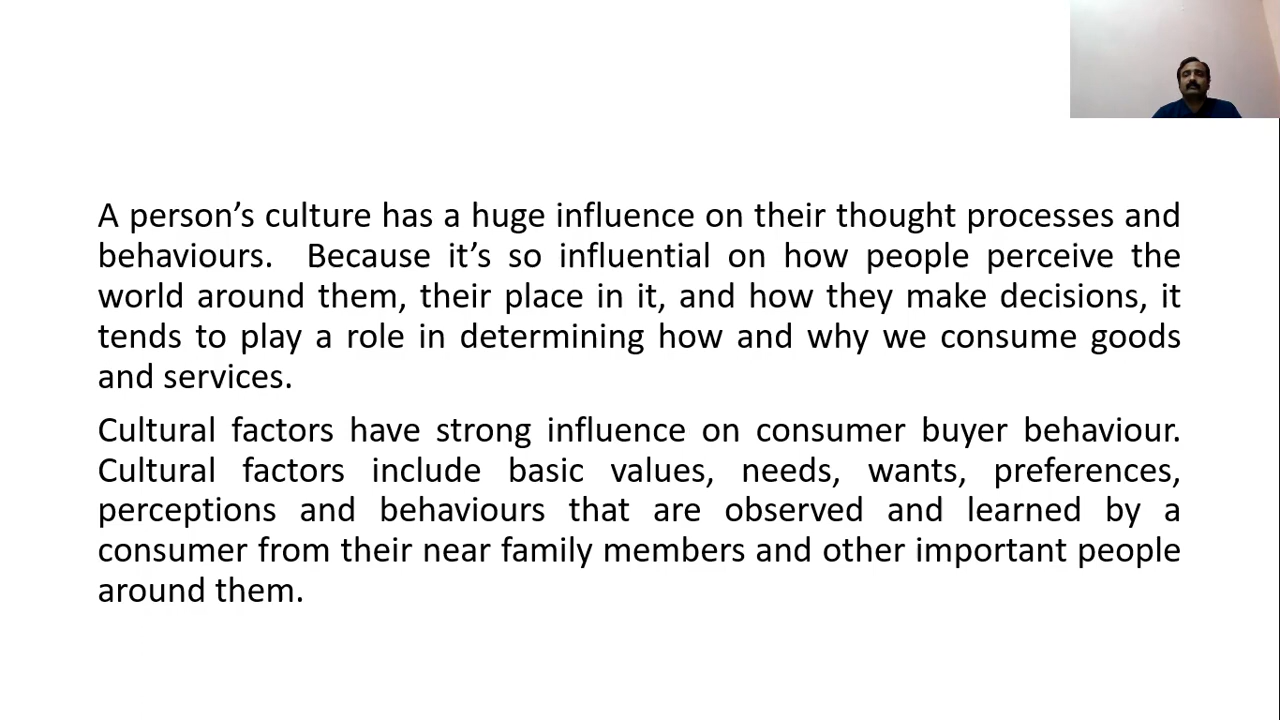 A person’s culture has a huge influence on their thought processes and
behaviours.  Because it’s so influential on how people perceive the
world around them, their place in it, and how they make decisions, it
tends to play a role in determining how and why we consume goods
and services.
Cultural factors have strong influence on consumer buyer behaviour.
Cultural factors include basic values, needs, wants, preferences,
perceptions and behaviours that are observed and learned by a
consumer from their near family members and other important people
around them.